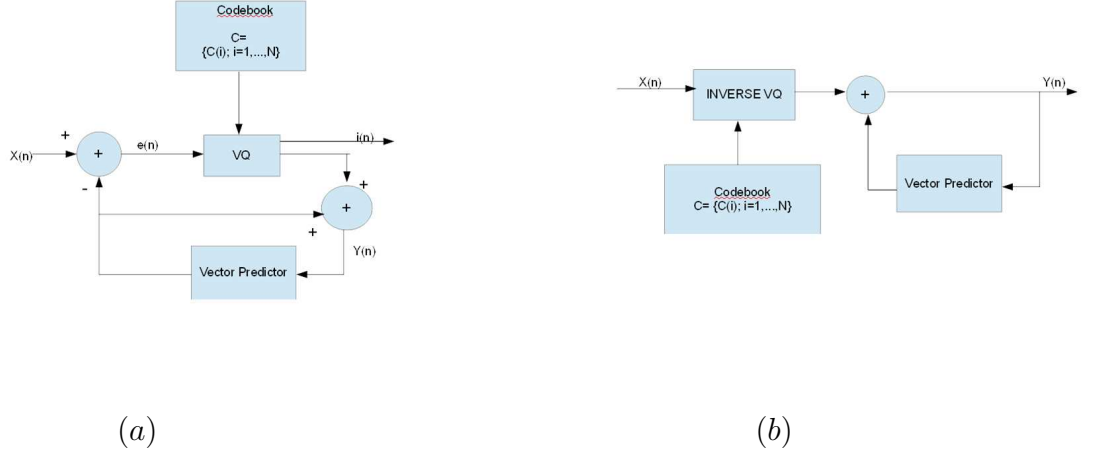 Codebook
C=
{C(i); i=1,...,N}
+
X(n)
+
e(n)
VQ
i(n)
-
+
+
+
Y(n)
Vector Predictor
X(n)
INVERSE VQ
+
Y(n)
Codebook
C= {C(i); i=1,...,N}
Vector Predictor
(a)
(b)